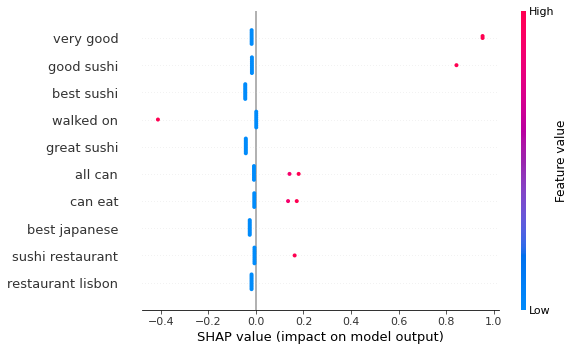 High
very good
good sushi
best sushi
walked on
great sushi
all can
can eat
best japanese
sushi restaurant
restaurant lisbon
Feature value
Low
−0.4 −0.2 0.0 0.2 0.4 0.6 0.8 1.0
SHAP value (impact on model output)